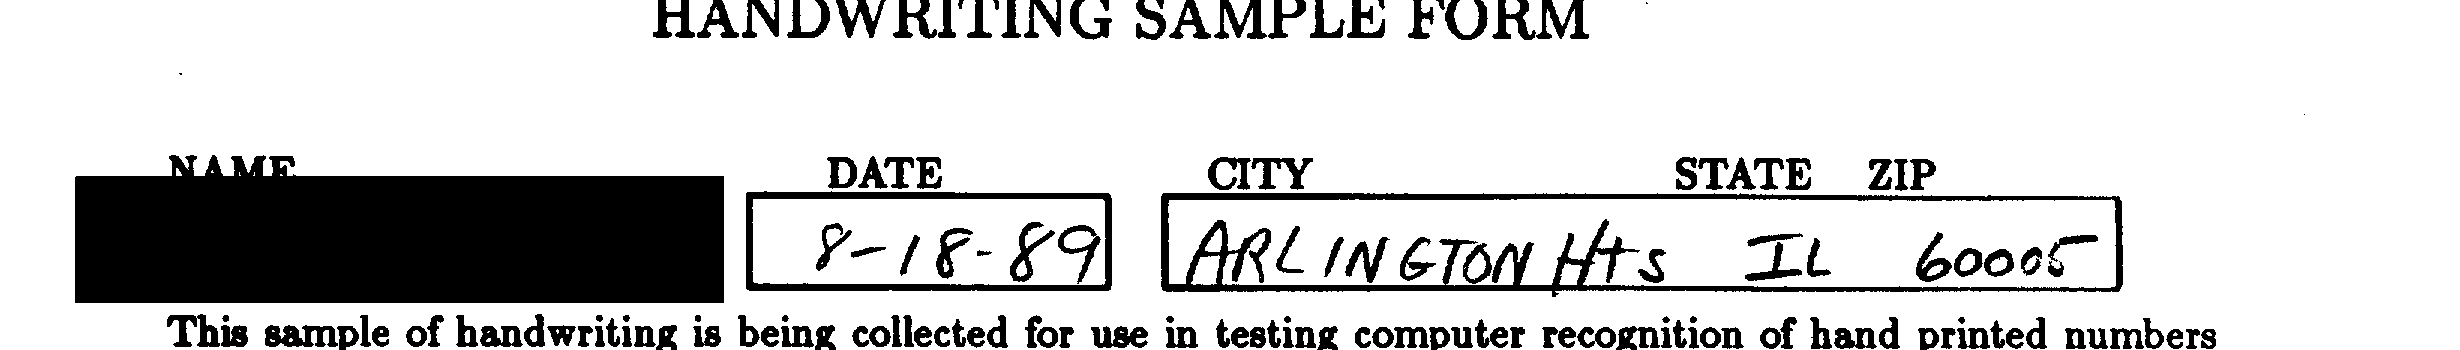 HANDWRITING SAMPLE FORM
NAME DATE CITY STATE ZIP
8-18-89 ARLINGTON Hts IL 60005
This sample of handwriting is being collected for use in testing computer recognition of hand printed numbers